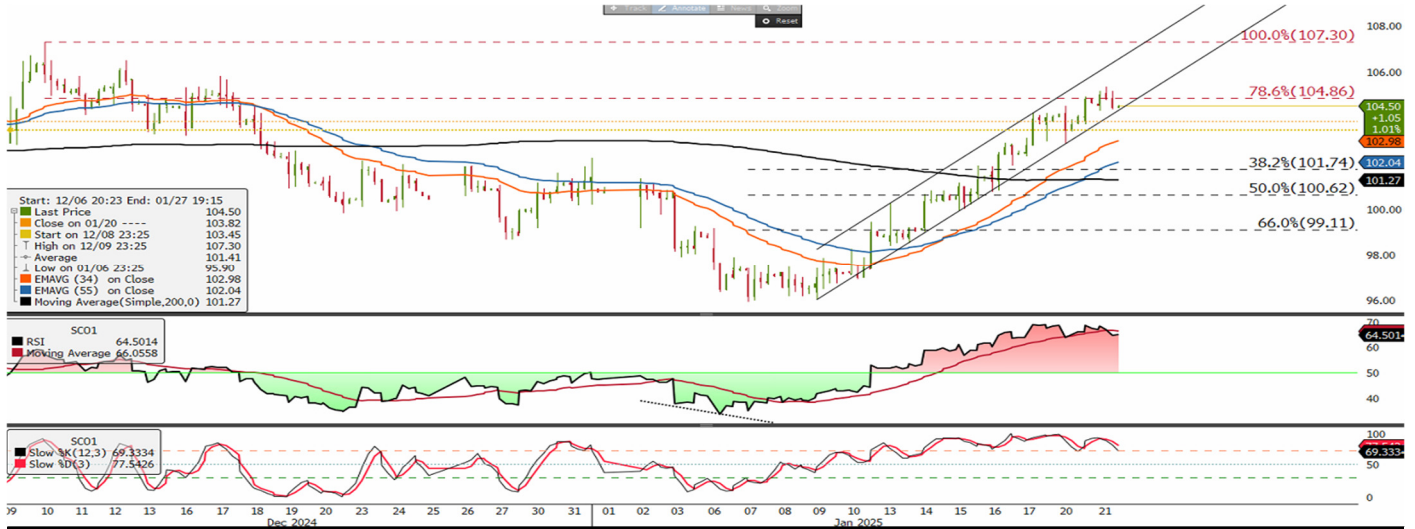 Track Annotate News Zoom
Reset
108.00
100.0%(107.30)
106.00
78.6%(104.86)
104.50
+1.05
1.01%
102.98
38.2%(101.74)
102.04
101.27
50.0%(100.62)
100.00
66.0%(99.11)
98.00
96.00
Start: 12/06 20:23 End: 01/27 19:15
Last Price 104.50
Close on 01/20 ---- 103.82
Start on 12/08 23:25 103.45
High on 12/09 23:25 107.30
Average 101.41
Low on 01/06 23:25 95.90
EMAVG (34) on Close 102.98
EMAVG (55) on Close 102.04
Moving Average(Simple,200,0) 101.27
SCO1
RSI 64.5014
Moving Average 66.0558
70
64.501
60
50
40
SCO1
Slow %K(12,3) 69.3334
Slow %D(3) 77.5426
100
69.333
50
0
09 10 11 12 13 16 17 18 19 20 23 24 25 26 27 30 31 01 02 03 06 07 08 09 10 13 14 15 16 17 20 21
Dec 2024 Jan 2025